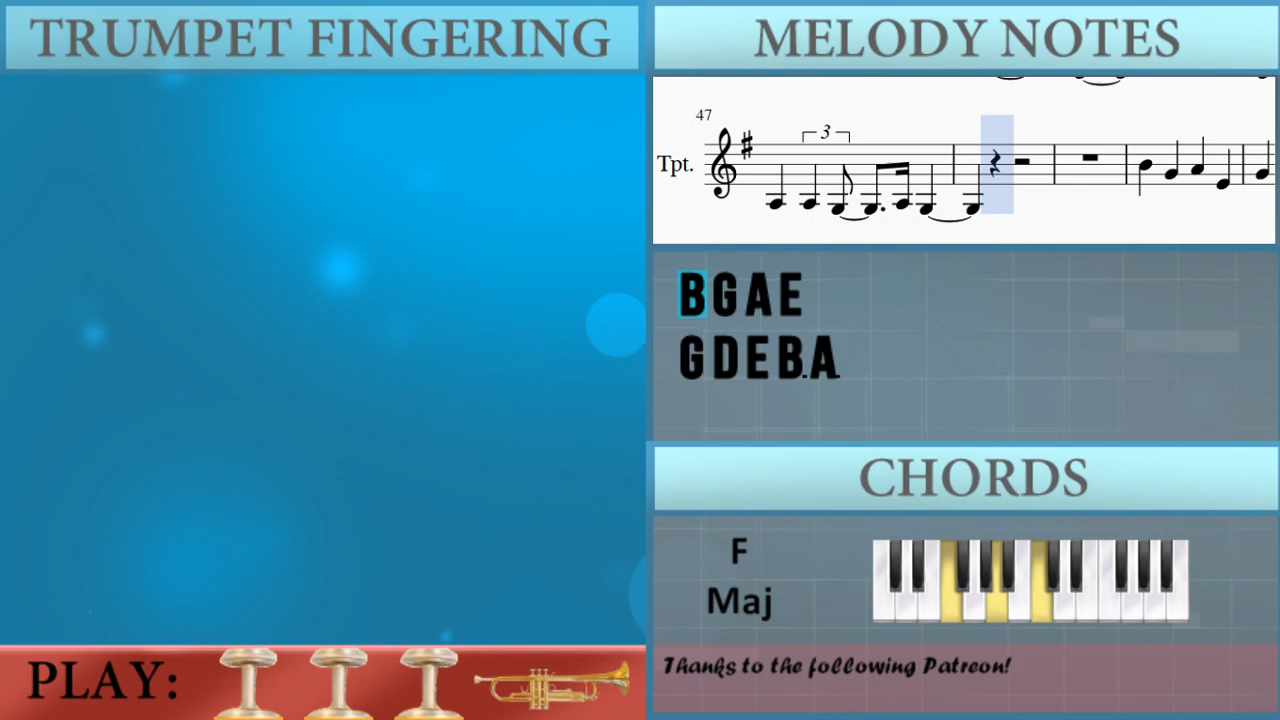 TRUMPET FINGERING
MELODY NOTES
47
3
Tpt.
BGAE
GDEB.A.
CHORDS
F
Maj
Thanks to the following Patreon!
PLAY: